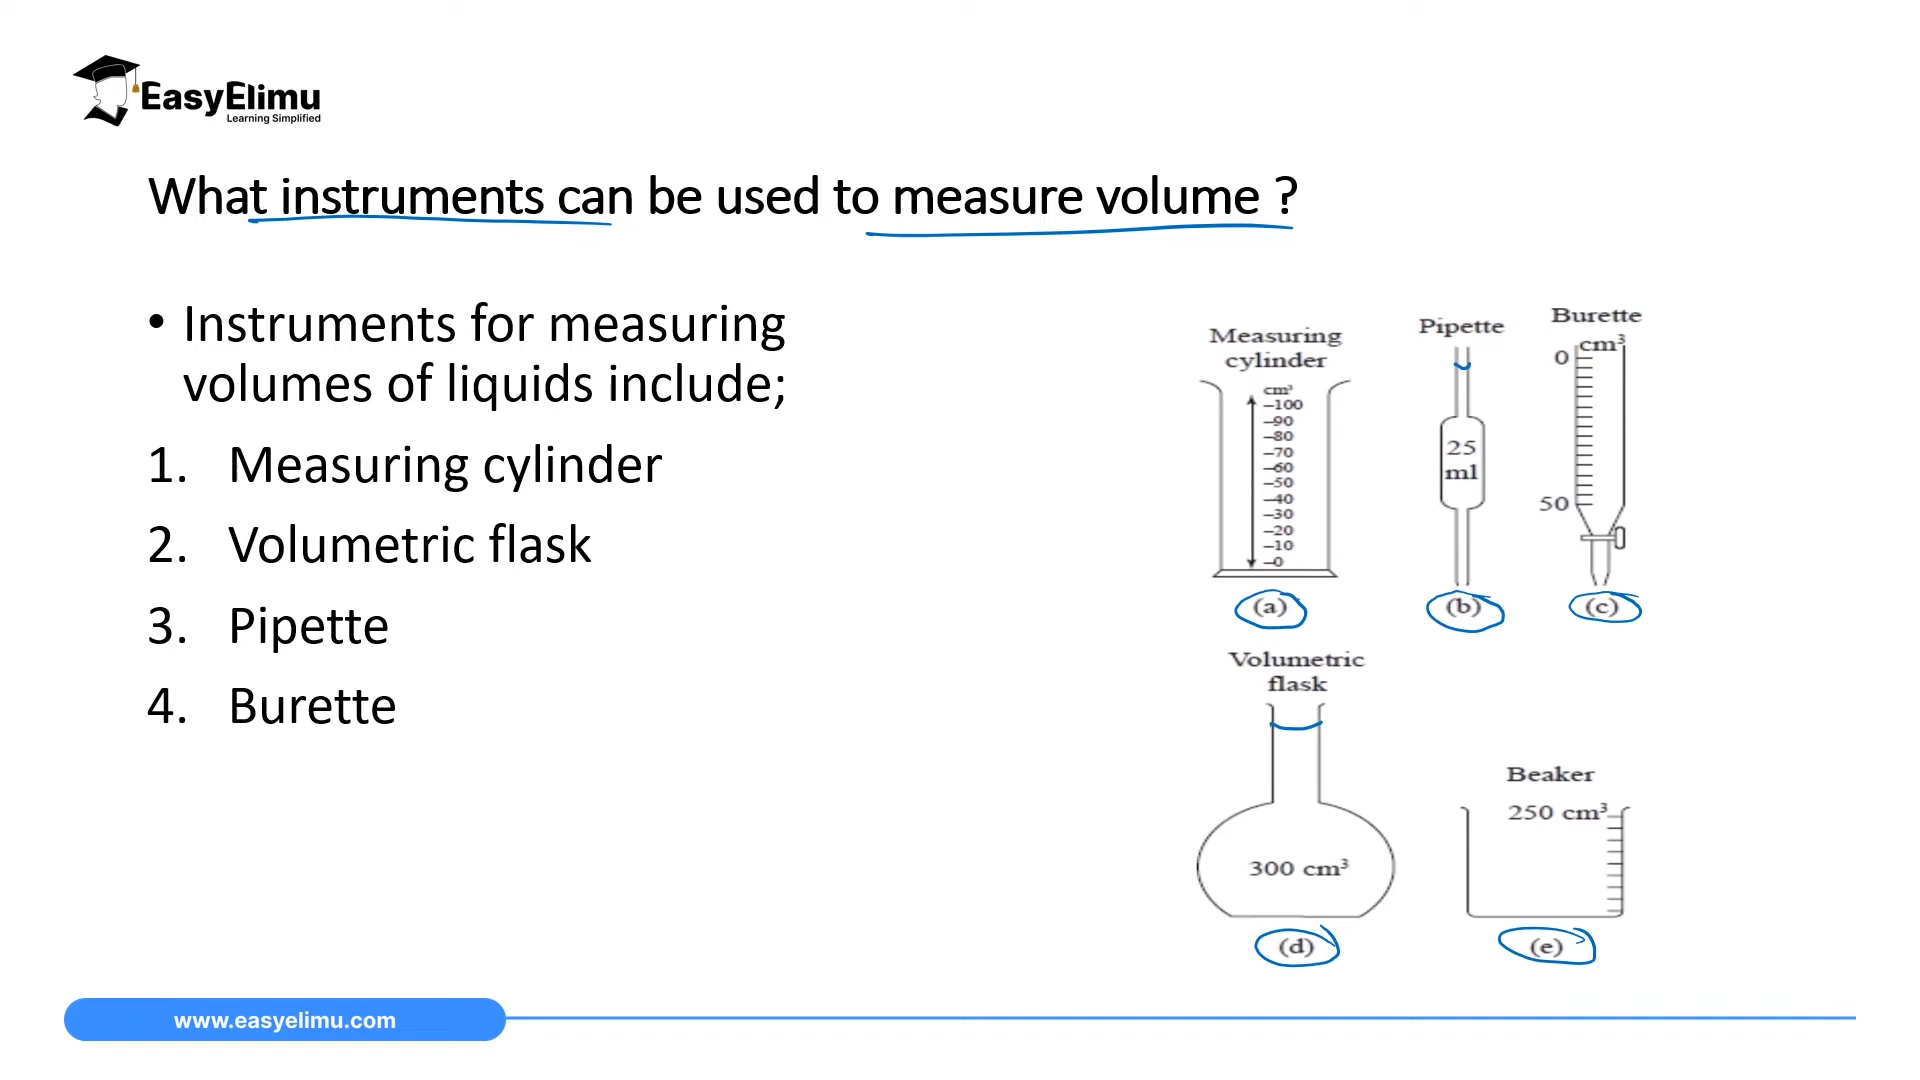 EasyElimu
Learning Simplified
What instruments can be used to measure volume ?
• Instruments for measuring
volumes of liquids include;
1. Measuring cylinder
2. Volumetric flask
3. Pipette
4. Burette
Measuring
cylinder
cm³
–100
–90
–80
–70
–60
–50
–40
–30
–20
–10
–0
(a)
Pipette
25
ml
(b)
Burette
cm³
0
50
(c)
Volumetric
flask
300 cm³
(d)
Beaker
250 cm³
(e)
www.easyelimu.com